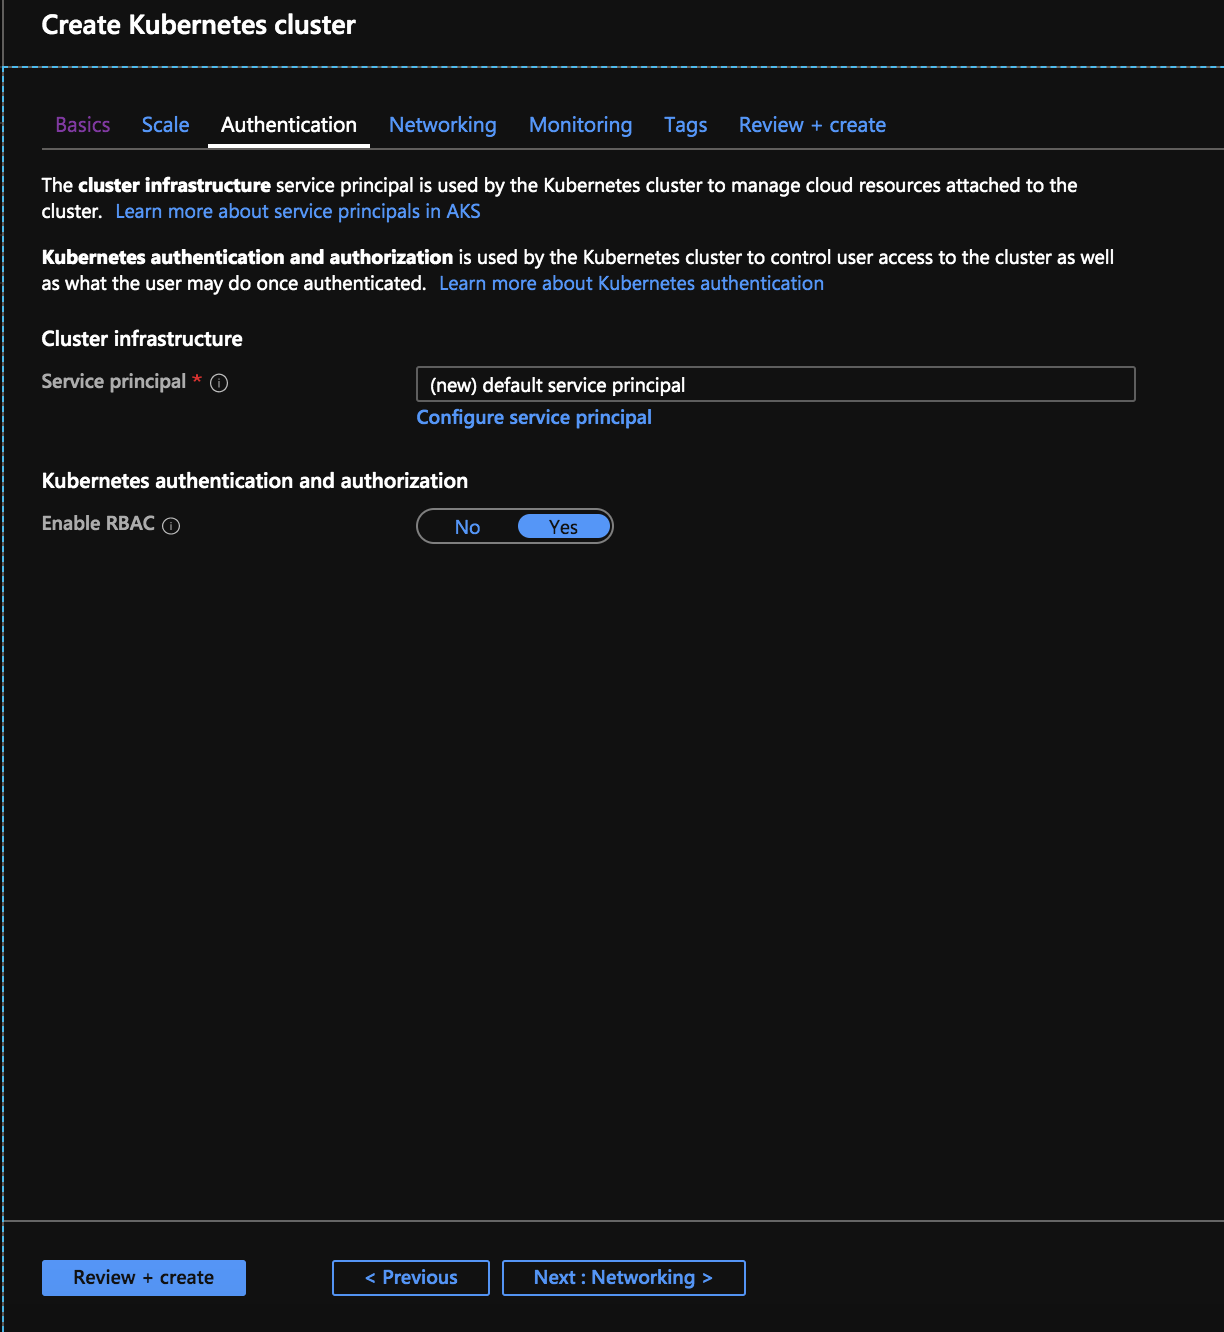 Create Kubernetes cluster
Basics Scale Authentication Networking Monitoring Tags Review + create
The cluster infrastructure service principal is used by the Kubernetes cluster to manage cloud resources attached to the
cluster. Learn more about service principals in AKS
Kubernetes authentication and authorization is used by the Kubernetes cluster to control user access to the cluster as well
as what the user may do once authenticated. Learn more about Kubernetes authentication
Cluster infrastructure
Service principal *
(new) default service principal
Configure service principal
Kubernetes authentication and authorization
Enable RBAC
No Yes
Review + create < Previous Next : Networking >